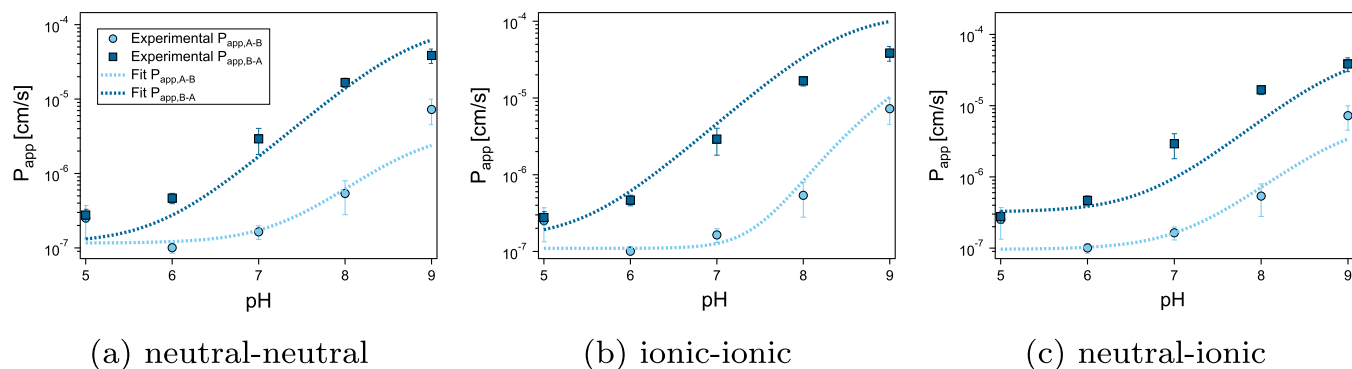 10⁻⁴
10⁻⁵
10⁻⁶
10⁻⁷
P_app [cm/s]
Experimental P_app,A-B
Experimental P_app,B-A
Fit P_app,A-B
Fit P_app,B-A
5 6 7 8 9
pH
(a) neutral-neutral
10⁻⁴
10⁻⁵
10⁻⁶
10⁻⁷
P_app [cm/s]
5 6 7 8 9
pH
(b) ionic-ionic
10⁻⁴
10⁻⁵
10⁻⁶
10⁻⁷
P_app [cm/s]
5 6 7 8 9
pH
(c) neutral-ionic